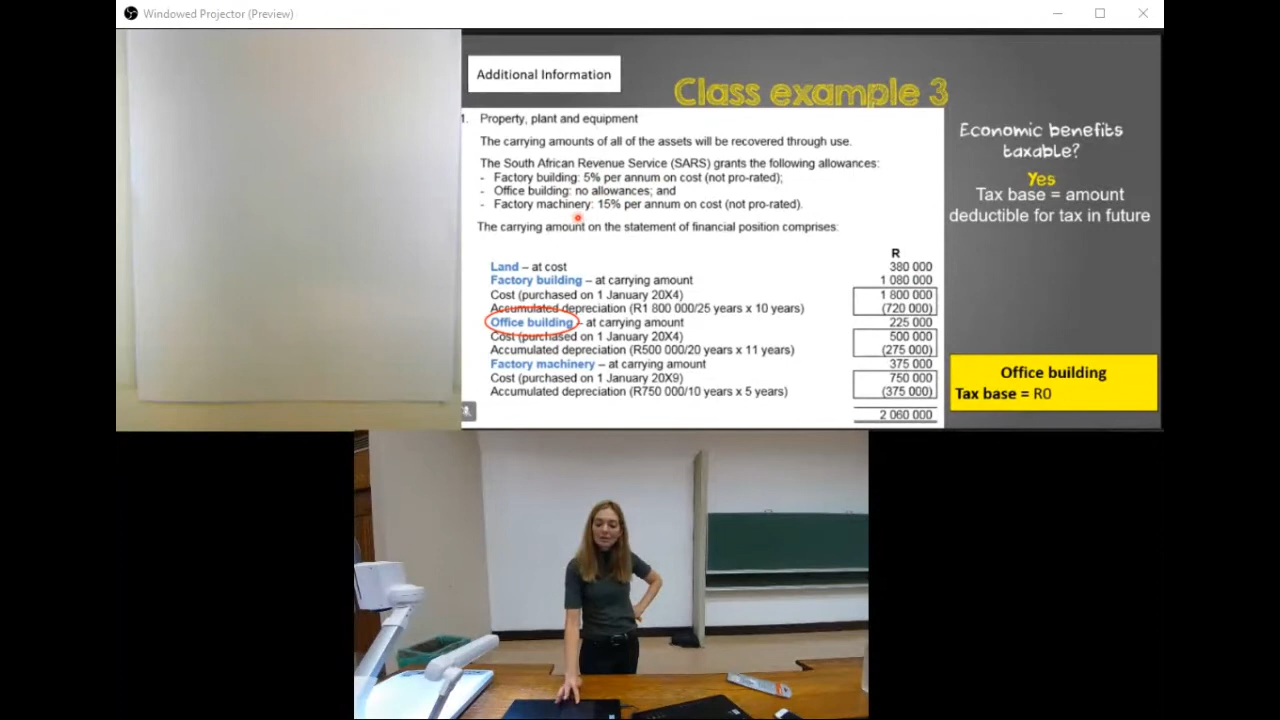 Windowed Projector (Preview)
Additional Information
Class example 3
1. Property, plant and equipment
The carrying amounts of all of the assets will be recovered through use.
The South African Revenue Service (SARS) grants the following allowances:
- Factory building: 5% per annum on cost (not pro-rated);
- Office building: no allowances; and
- Factory machinery: 15% per annum on cost (not pro-rated).
The carrying amount on the statement of financial position comprises:
R
Land – at cost 380 000
Factory building – at carrying amount 1 080 000
Cost (purchased on 1 January 20X4) 1 800 000
Accumulated depreciation (R1 800 000/25 years x 10 years) (720 000)
Office building – at carrying amount 225 000
Cost (purchased on 1 January 20X4) 500 000
Accumulated depreciation (R500 000/20 years x 11 years) (275 000)
Factory machinery – at carrying amount 375 000
Cost (purchased on 1 January 20X9) 750 000
Accumulated depreciation (R750 000/10 years x 5 years) (375 000)
2 060 000
Economic benefits
taxable?
Yes
Tax base = amount
deductible for tax in future
Office building
Tax base = R0